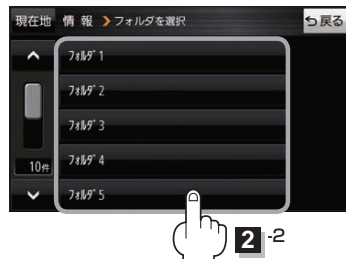 現在地 情 報 フォルダを選択 戻る
ﾌｫﾙﾀﾞ 1
ﾌｫﾙﾀﾞ 2
ﾌｫﾙﾀﾞ 3
ﾌｫﾙﾀﾞ 4
10件
ﾌｫﾙﾀﾞ 5
2 -2